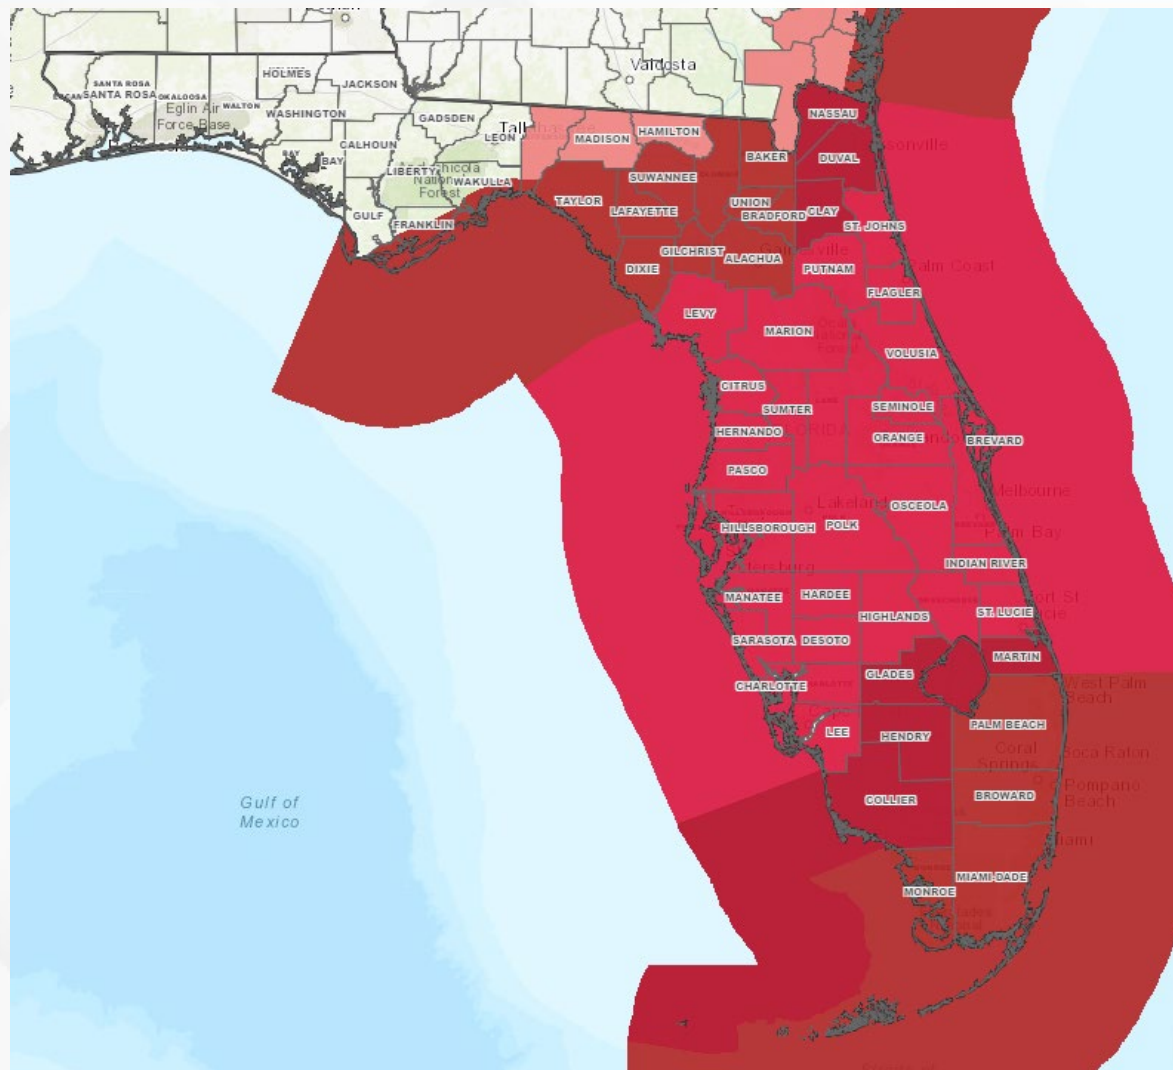 Valdosta
HOLMES
JACKSON
SANTA ROSA
SANTA ROSA
OKALOOSA
WALTON
Eglin Air
Force Base
WASHINGTON
GADSDEN
LEON
CALHOUN
BAY
BAY
LIBERTY
WAKULLA
Forest
GULF
FRANKLIN
MADISON
HAMILTON
NASSAU
BAKER
DUVAL
SUWANNEE
TAYLOR
LAFAYETTE
UNION
BRADFORD
CLAY
ST. JOHNS
GILCHRIST
ALACHUA
DIXIE
PUTNAM
Palm Coast
FLAGLER
LEVY
MARION
VOLUSIA
CITRUS
SUMTER
SEMINOLE
HERNANDO
ORANGE
BREVARD
PASCO
Lakeland
Melbourne
OSCEOLA
HILLSBOROUGH
POLK
Palm Bay
INDIAN RIVER
MANATEE
HARDEE
HIGHLANDS
ST. LUCIE
SARASOTA
DESOTO
MARTIN
GLADES
CHARLOTTE
West Palm
Beach
LEE
HENDRY
PALM BEACH
Coral
Springs
Boca Raton
Pompano
Beach
COLLIER
BROWARD
MIAMI-DADE
MONROE
Gulf of
Mexico